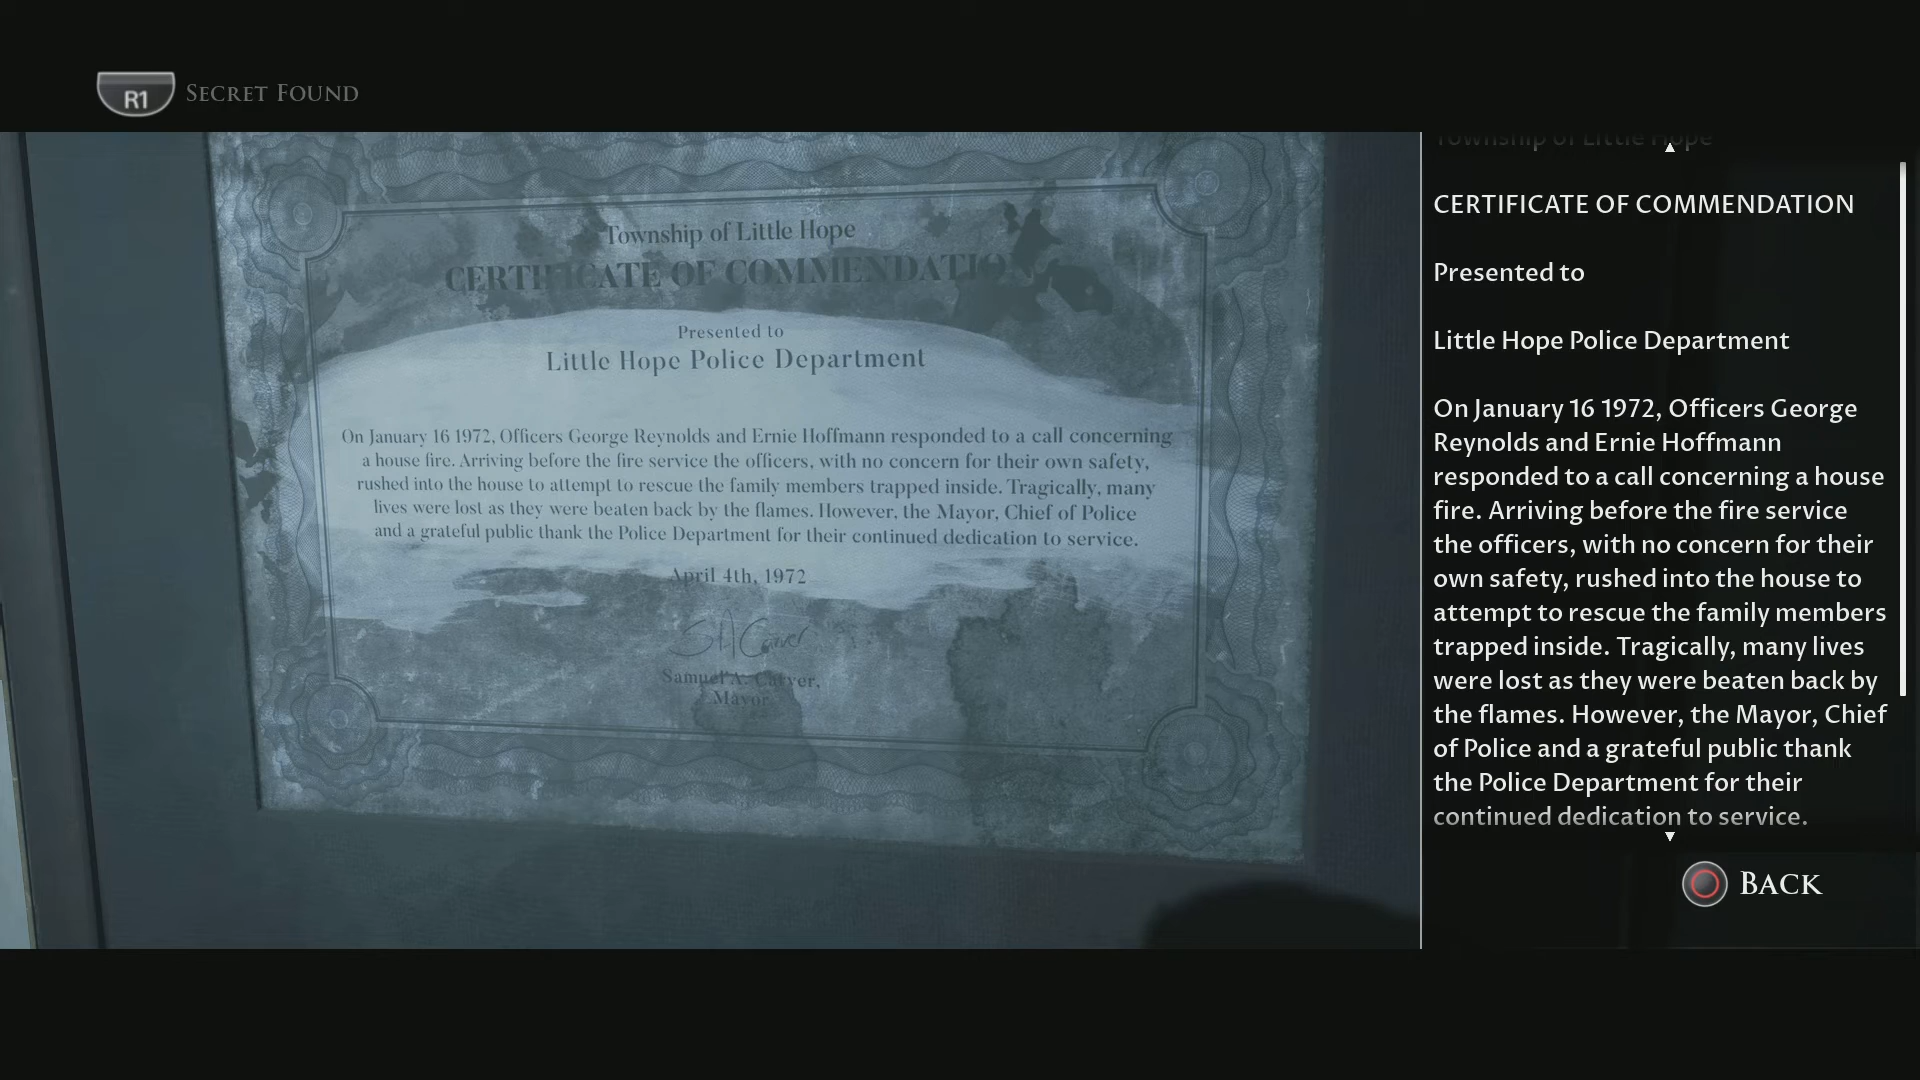 R1 SECRET FOUND
Township of Little Hope
CERTIFICATE OF COMMENDATION
Presented to
Little Hope Police Department
On January 16 1972, Officers George Reynolds and Ernie Hoffmann responded to a call concerning
a house fire. Arriving before the fire service the officers, with no concern for their own safety,
rushed into the house to attempt to rescue the family members trapped inside. Tragically, many
lives were lost as they were beaten back by the flames. However, the Mayor, Chief of Police
and a grateful public thank the Police Department for their continued dedication to service.
April 4th, 1972
SACarver
Samuel A. Carver,
Mayor
Township of Little Hope
CERTIFICATE OF COMMENDATION
Presented to
Little Hope Police Department
On January 16 1972, Officers George
Reynolds and Ernie Hoffmann
responded to a call concerning a house
fire. Arriving before the fire service
the officers, with no concern for their
own safety, rushed into the house to
attempt to rescue the family members
trapped inside. Tragically, many lives
were lost as they were beaten back by
the flames. However, the Mayor, Chief
of Police and a grateful public thank
the Police Department for their
continued dedication to service.
BACK